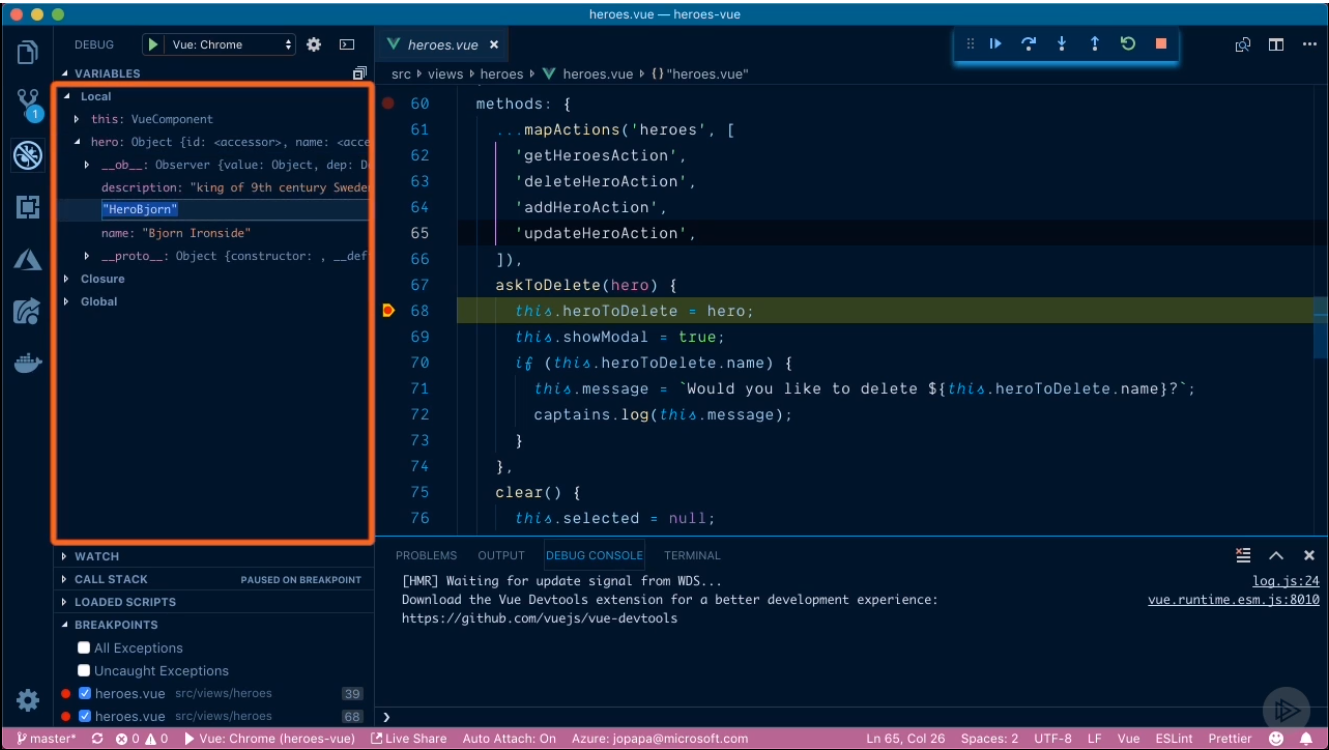 heroes.vue — heroes-vue
DEBUG Vue: Chrome
VARIABLES
1
Local
this: VueComponent
hero: Object {id: <accessor>, name: <acce
__ob__: Observer {value: Object, dep: D
description: "king of 9th century Swede
"HeroBjorn"
name: "Bjorn Ironside"
__proto__: Object {constructor: , __def
Closure
Global
WATCH
CALL STACK PAUSED ON BREAKPOINT
LOADED SCRIPTS
BREAKPOINTS
All Exceptions
Uncaught Exceptions
heroes.vue src/views/heroes 39
heroes.vue src/views/heroes 68
heroes.vue ×
src views heroes heroes.vue {} "heroes.vue"
60 methods: {
61 ...mapActions('heroes', [
62 'getHeroesAction',
63 'deleteHeroAction',
64 'addHeroAction',
65 'updateHeroAction',
66 ]),
67 askToDelete(hero) {
68 this.heroToDelete = hero;
69 this.showModal = true;
70 if (this.heroToDelete.name) {
71 this.message = `Would you like to delete ${this.heroToDelete.name}?`;
72 captains.log(this.message);
73 }
74 },
75 clear() {
76 this.selected = null;
PROBLEMS OUTPUT DEBUG CONSOLE TERMINAL
[HMR] Waiting for update signal from WDS... log.js:24
Download the Vue Devtools extension for a better development experience: vue.runtime.esm.js:8010
https://github.com/vuejs/vue-devtools
master* 0 0 Vue: Chrome (heroes-vue) Live Share Auto Attach: On Azure: jopapa@microsoft.com Ln 65, Col 26 Spaces: 2 UTF-8 LF Vue ESLint Prettier